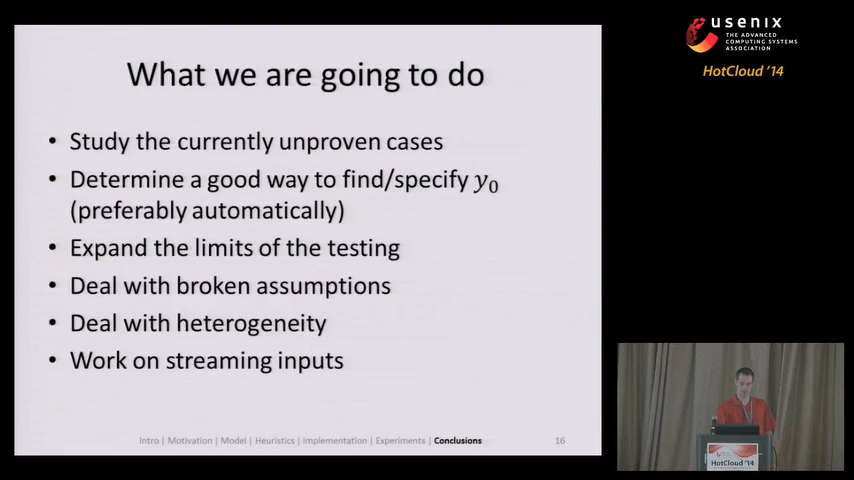 What we are going to do
• Study the currently unproven cases
• Determine a good way to find/specify y₀
(preferably automatically)
• Expand the limits of the testing
• Deal with broken assumptions
• Deal with heterogeneity
• Work on streaming inputs
Intro | Motivation | Model | Heuristics | Implementation | Experiments | Conclusions
16
usenix
THE ADVANCED
COMPUTING SYSTEMS
ASSOCIATION
HotCloud '14
HotCloud '14